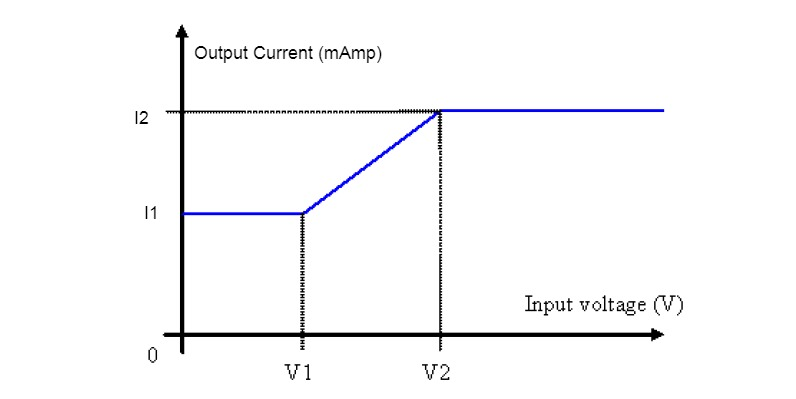 Output Current (mAmp)
I2
I1
Input voltage (V)
0
V1
V2